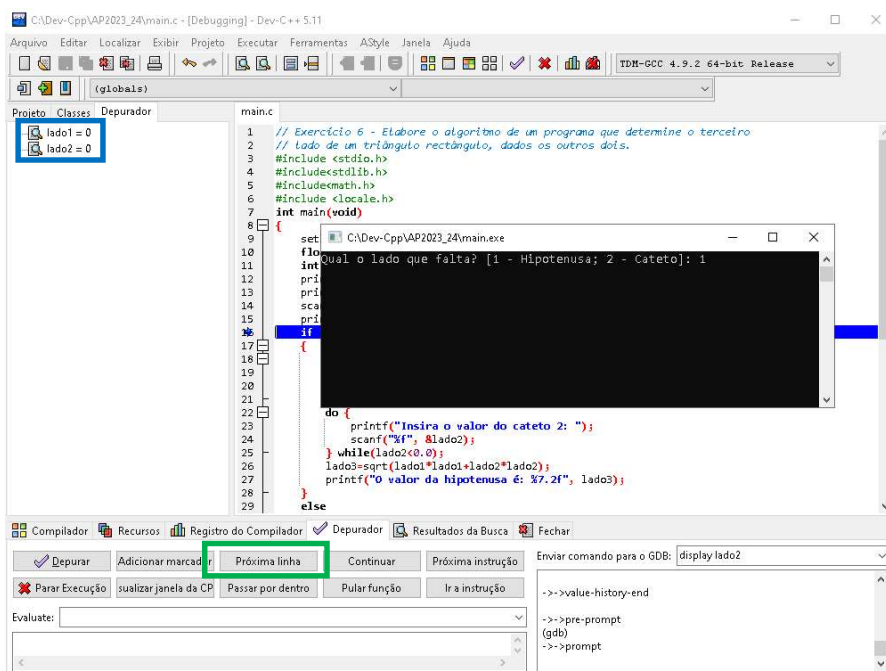 C:\Dev-Cpp\AP2023_24\main.c - [Debugging] - Dev-C++ 5.11
Arquivo Editar Localizar Exibir Projeto Executar Ferramentas AStyle Janela Ajuda
TDM-GCC 4.9.2 64-bit Release
(globals)
Projeto Classes Depurador
main.c
lado1 = 0
lado2 = 0
1 // Exercício 6 - Elabore o algoritmo de um programa que determine o terceiro
2 // lado de um triângulo rectângulo, dados os outros dois.
3 #include <stdio.h>
4 #include<stdlib.h>
5 #include<math.h>
6 #include <locale.h>
7 int main(void)
8 {
9 set
10 flo
11 int
12 pri
13 pri
14 sca
15 pri
if
17 {
18
19
20
21
22 do {
23 printf("Insira o valor do cateto 2: ");
24 scanf("%f", &lado2);
25 } while(lado2<0.0);
26 lado3=sqrt(lado1*lado1+lado2*lado2);
27 printf("O valor da hipotenusa é: %7.2f", lado3);
28 }
29 else
C:\Dev-Cpp\AP2023_24\main.exe
Qual o lado que falta? [1 - Hipotenusa; 2 - Cateto]: 1
Compilador Recursos Registro do Compilador Depurador Resultados da Busca Fechar
Depurar Adicionar marcador Próxima linha Continuar Próxima instrução
Parar Execução sualizar janela da CP Passar por dentro Pular função Ir a instrução
Evaluate:
Enviar comando para o GDB: display lado2
->->value-history-end
->->pre-prompt
(gdb)
->->prompt